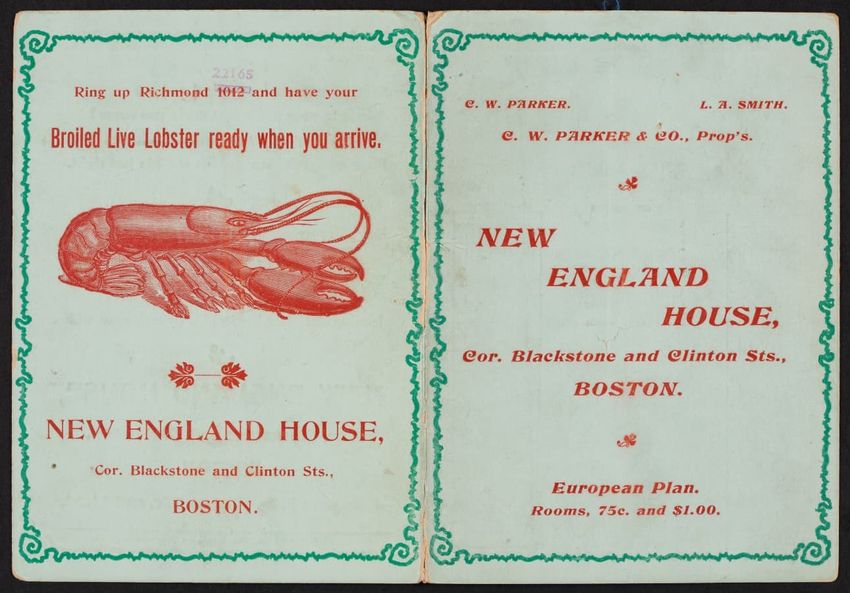 22165
Ring up Richmond 1012 and have your
Broiled Live Lobster ready when you arrive.
NEW ENGLAND HOUSE,
Cor. Blackstone and Clinton Sts.,
BOSTON.
C. W. PARKER. L. A. SMITH.
C. W. PARKER & CO., Prop's.
NEW
ENGLAND
HOUSE,
Cor. Blackstone and Clinton Sts.,
BOSTON.
European Plan.
Rooms, 75c. and $1.00.